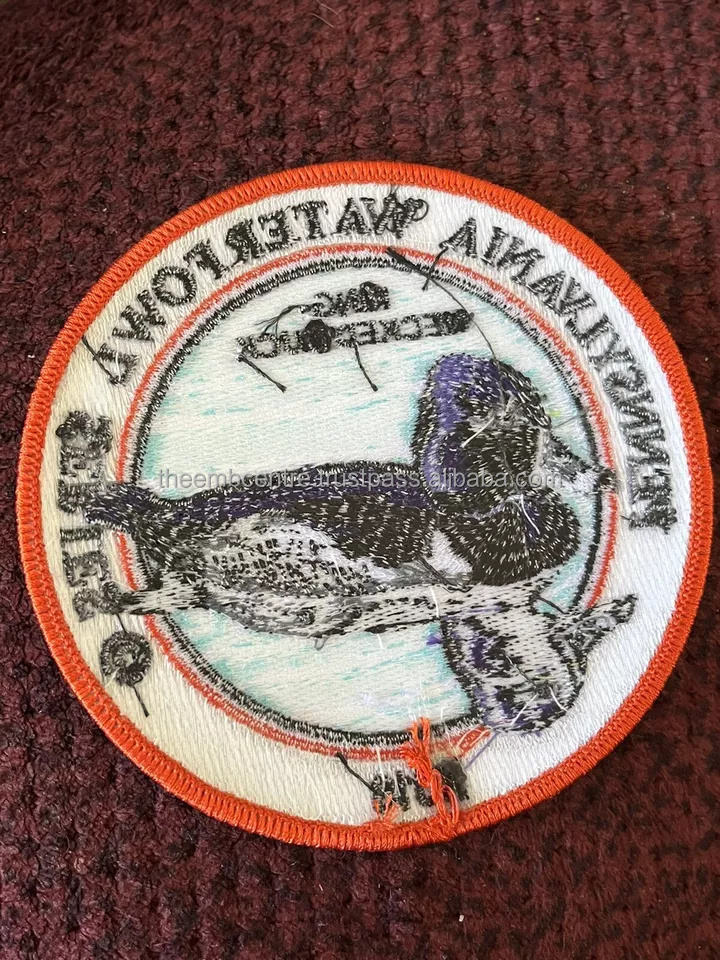 PENNSYLVANIA WATERFOWL
RING
NECKED DUCK
theembcentre.trustpass.alibaba.com
SERIES